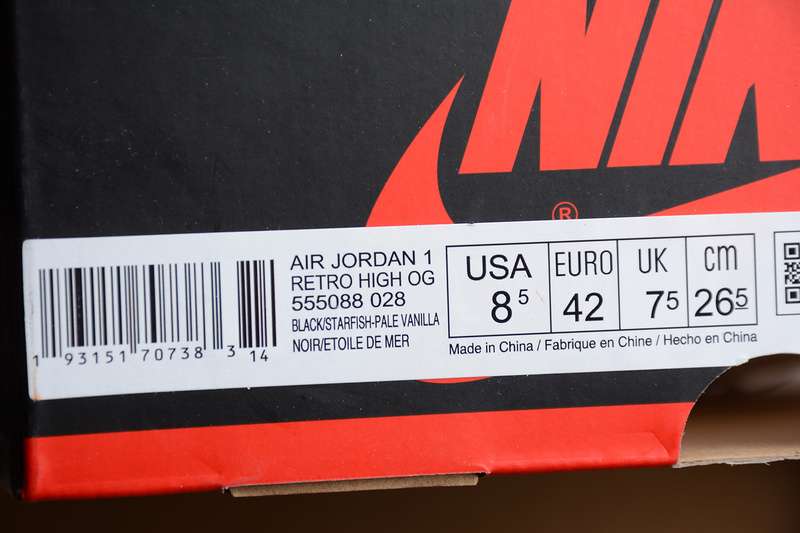 NIK
®
AIR JORDAN 1
RETRO HIGH OG
555088 028
BLACK/STARFISH-PALE VANILLA
NOIR/ETOILE DE MER
1 93151 70738 3 14
USA EURO UK cm
8 5 42 7 5 26 5
Made in China / Fabrique en Chine / Hecho en China